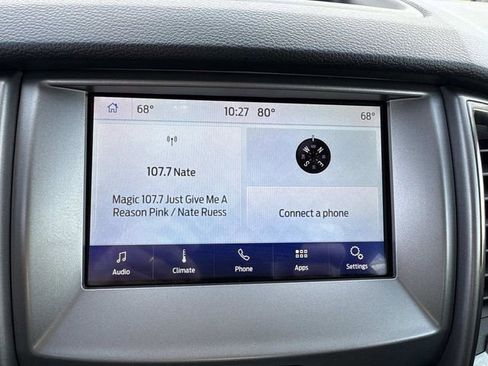 68° 10:27 80° 68°
107.7 Nate
Magic 107.7 Just Give Me A
Reason Pink / Nate Ruess
N
E
S
W
Connect a phone
Audio Climate Phone Apps Settings